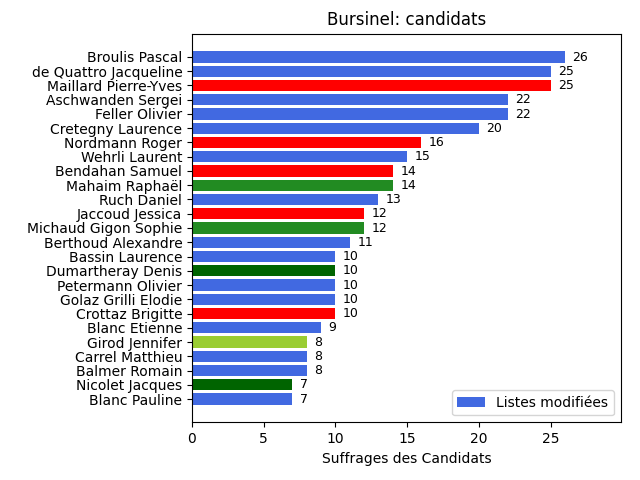 Bursinel: candidats
Broulis Pascal 26
de Quattro Jacqueline 25
Maillard Pierre-Yves 25
Aschwanden Sergei 22
Feller Olivier 22
Cretegny Laurence 20
Nordmann Roger 16
Wehrli Laurent 15
Bendahan Samuel 14
Mahaim Raphaël 14
Ruch Daniel 13
Jaccoud Jessica 12
Michaud Gigon Sophie 12
Berthoud Alexandre 11
Bassin Laurence 10
Dumartheray Denis 10
Petermann Olivier 10
Golaz Grilli Elodie 10
Crottaz Brigitte 10
Blanc Etienne 9
Girod Jennifer 8
Carrel Matthieu 8
Balmer Romain 8
Nicolet Jacques 7
Blanc Pauline 7
Listes modifiées
0 5 10 15 20 25
Suffrages des Candidats